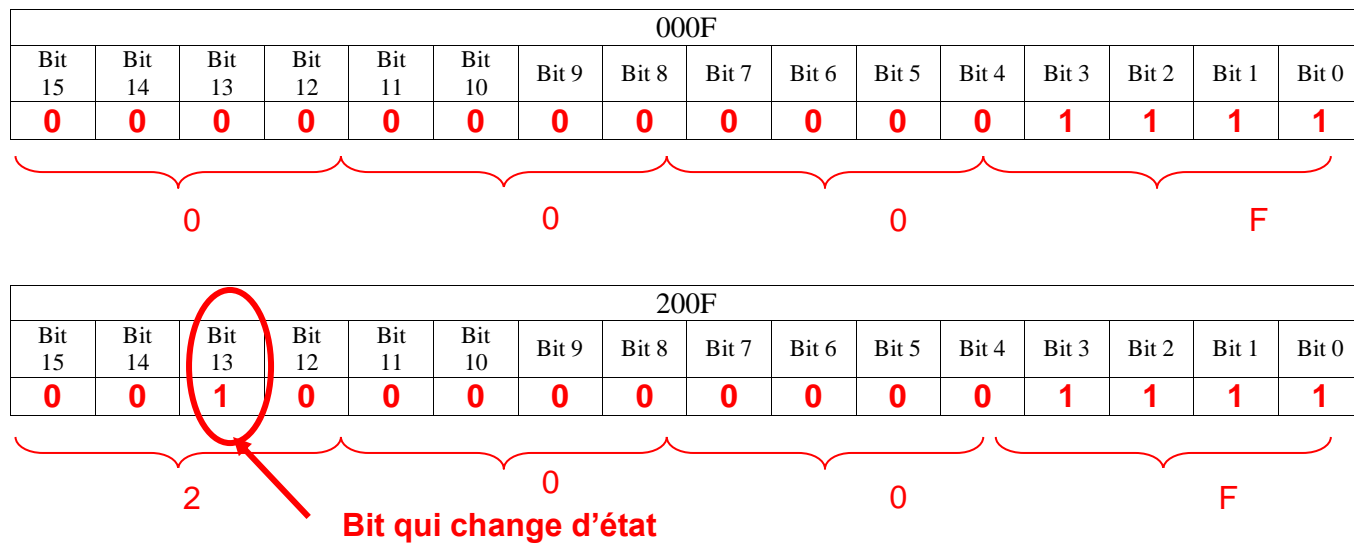 000F
Bit 15 Bit 14 Bit 13 Bit 12 Bit 11 Bit 10 Bit 9 Bit 8 Bit 7 Bit 6 Bit 5 Bit 4 Bit 3 Bit 2 Bit 1 Bit 0
0 0 0 0 0 0 0 0 0 0 0 0 1 1 1 1
0 0 0 F
200F
Bit 15 Bit 14 Bit 13 Bit 12 Bit 11 Bit 10 Bit 9 Bit 8 Bit 7 Bit 6 Bit 5 Bit 4 Bit 3 Bit 2 Bit 1 Bit 0
0 0 1 0 0 0 0 0 0 0 0 0 1 1 1 1
2 0 0 F
Bit qui change d’état